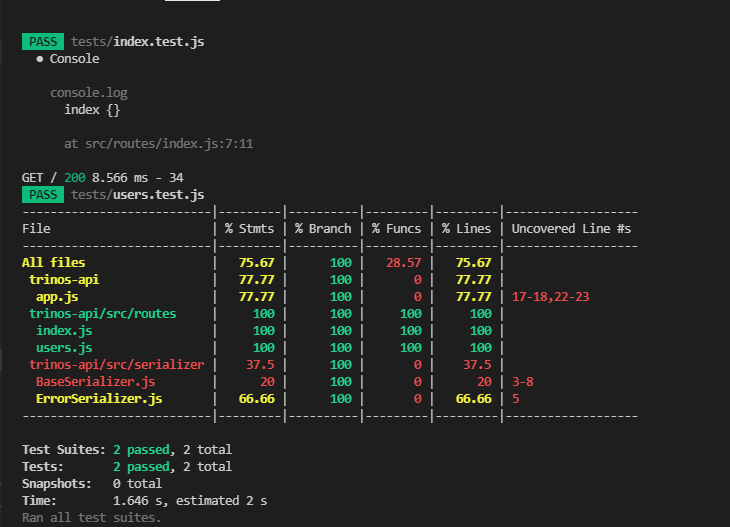 PASS tests/index.test.js
● Console
console.log
index {}
at src/routes/index.js:7:11
GET / 200 8.566 ms - 34
PASS tests/users.test.js
---------------------------|---------|----------|---------|---------|-------------------
File                       | % Stmts | % Branch | % Funcs | % Lines | Uncovered Line #s
---------------------------|---------|----------|---------|---------|-------------------
All files                  |   75.67 |      100 |   28.57 |   75.67 |
 trinos-api                |   77.77 |      100 |       0 |   77.77 |
  app.js                   |   77.77 |      100 |       0 |   77.77 | 17-18,22-23
 trinos-api/src/routes     |     100 |      100 |     100 |     100 |
  index.js                 |     100 |      100 |     100 |     100 |
  users.js                 |     100 |      100 |     100 |     100 |
 trinos-api/src/serializer |    37.5 |      100 |       0 |    37.5 |
  BaseSerializer.js        |      20 |      100 |       0 |      20 | 3-8
  ErrorSerializer.js       |   66.66 |      100 |       0 |   66.66 | 5
---------------------------|---------|----------|---------|---------|-------------------
Test Suites: 2 passed, 2 total
Tests:       2 passed, 2 total
Snapshots:   0 total
Time:        1.646 s, estimated 2 s
Ran all test suites.